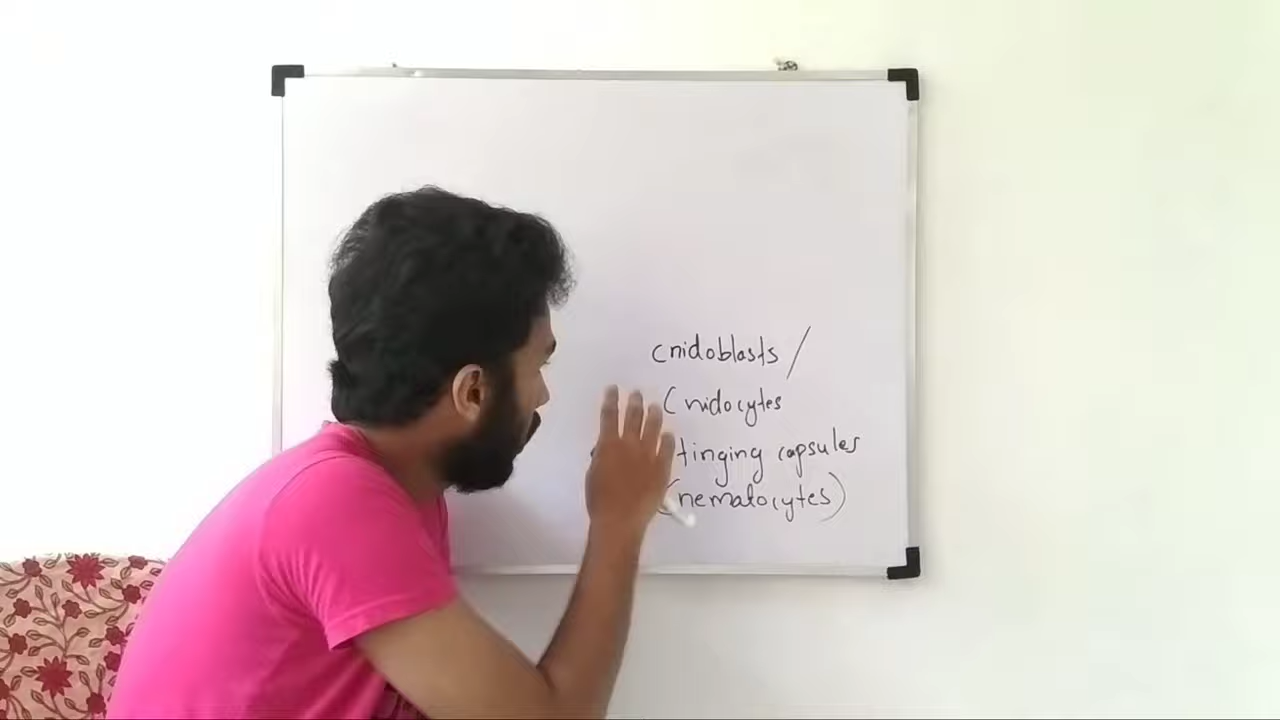 cnidoblasts /
Cnidocytes
tinging capsules
(nematocytes)